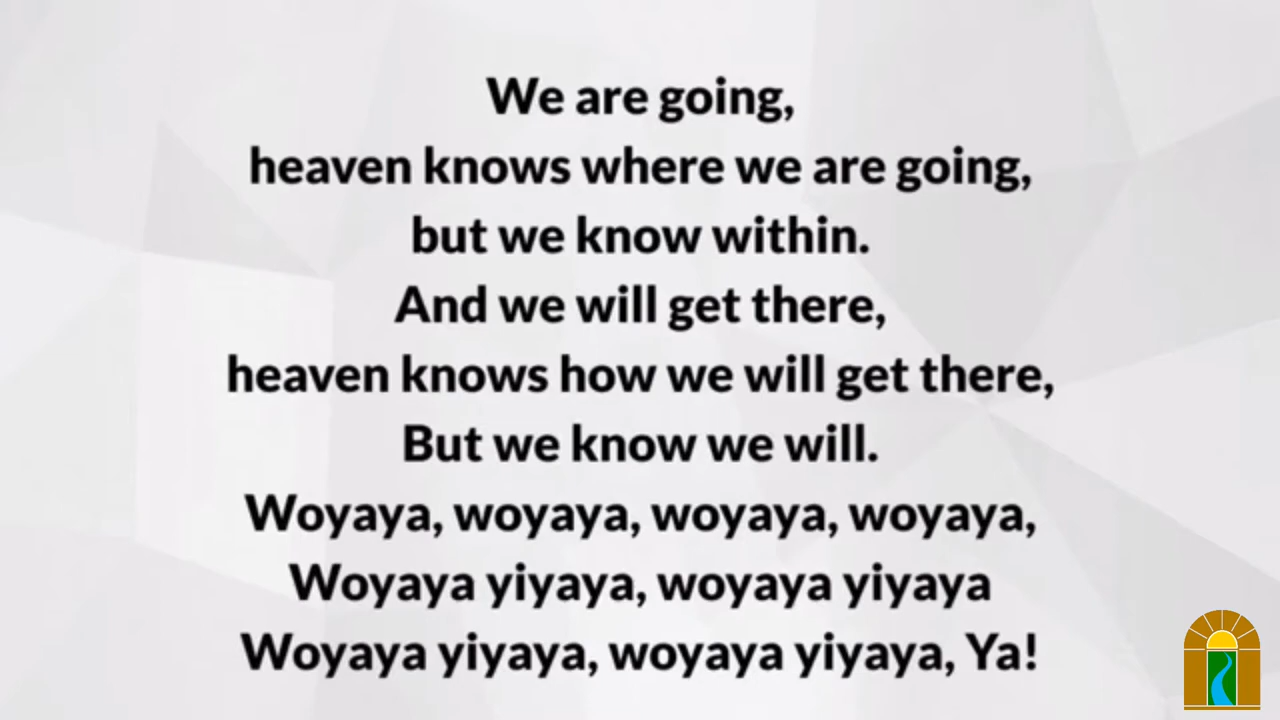 We are going,
heaven knows where we are going,
but we know within.
And we will get there,
heaven knows how we will get there,
But we know we will.
Woyaya, woyaya, woyaya, woyaya,
Woyaya yiyaya, woyaya yiyaya
Woyaya yiyaya, woyaya yiyaya, Ya!